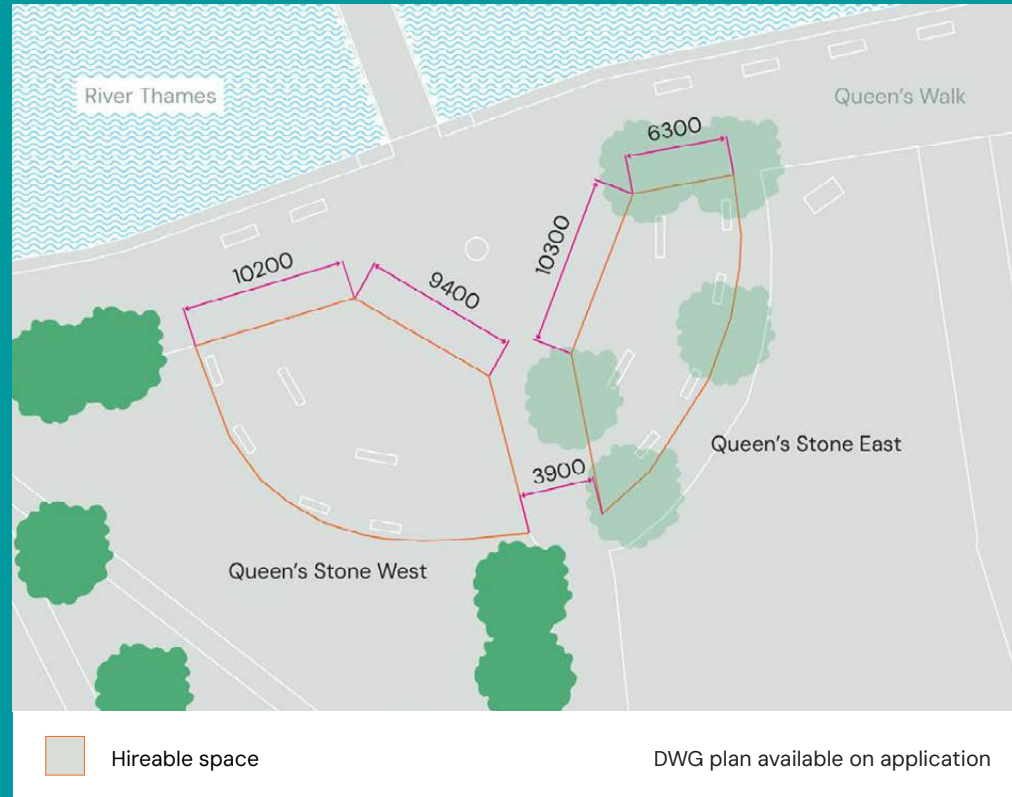 River Thames
Queen's Walk
6300
10300
10200
9400
3900
Queen's Stone East
Queen's Stone West
Hireable space
DWG plan available on application